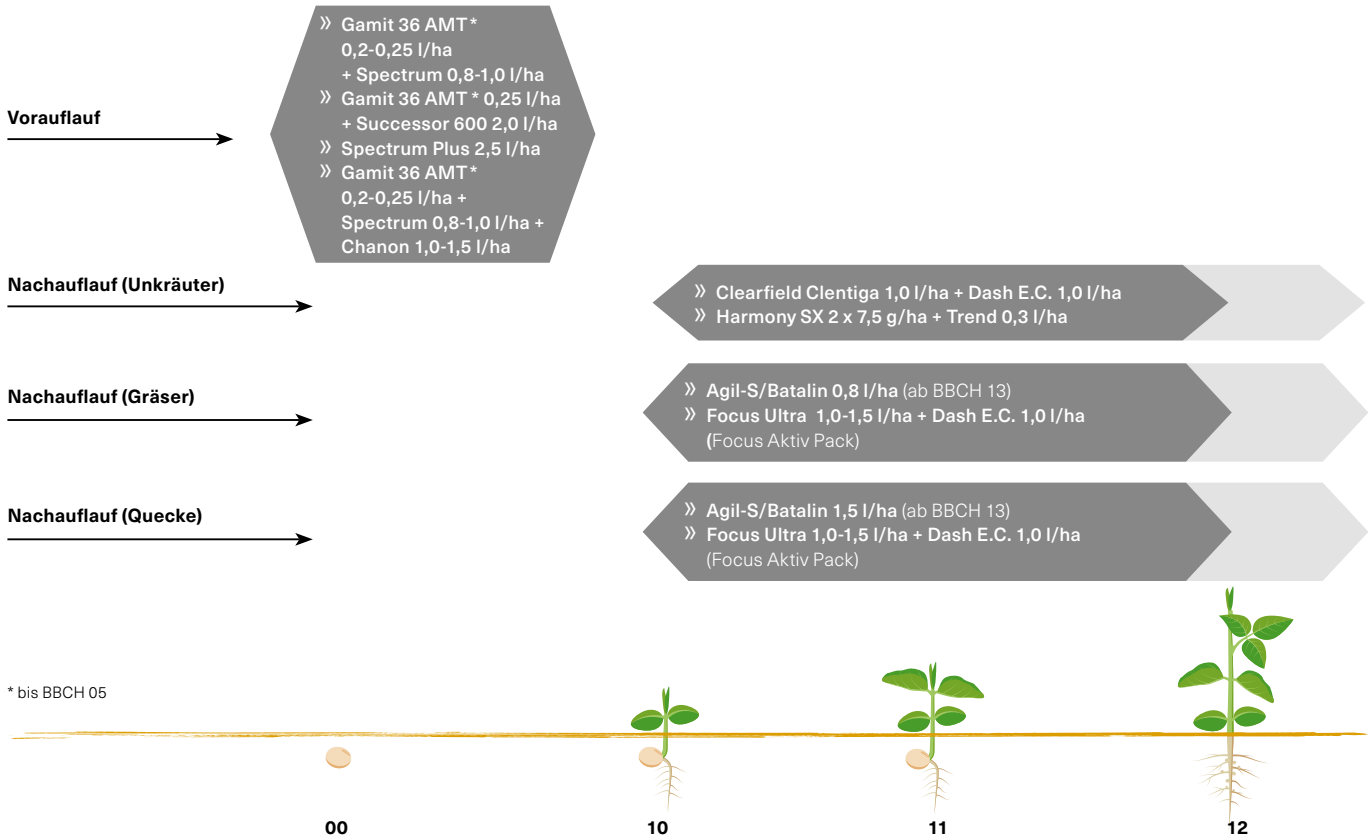 Vorauflauf
» Gamit 36 AMT *
0,2-0,25 l/ha
+ Spectrum 0,8-1,0 l/ha
» Gamit 36 AMT * 0,25 l/ha
+ Successor 600 2,0 l/ha
» Spectrum Plus 2,5 l/ha
» Gamit 36 AMT *
0,2-0,25 l/ha +
Spectrum 0,8-1,0 l/ha +
Chanon 1,0-1,5 l/ha
Nachauflauf (Unkräuter)
» Clearfield Clentiga 1,0 l/ha + Dash E.C. 1,0 l/ha
» Harmony SX 2 x 7,5 g/ha + Trend 0,3 l/ha
Nachauflauf (Gräser)
» Agil-S/Batalin 0,8 l/ha (ab BBCH 13)
» Focus Ultra 1,0-1,5 l/ha + Dash E.C. 1,0 l/ha
(Focus Aktiv Pack)
Nachauflauf (Quecke)
» Agil-S/Batalin 1,5 l/ha (ab BBCH 13)
» Focus Ultra 1,0-1,5 l/ha + Dash E.C. 1,0 l/ha
(Focus Aktiv Pack)
* bis BBCH 05
00 10 11 12